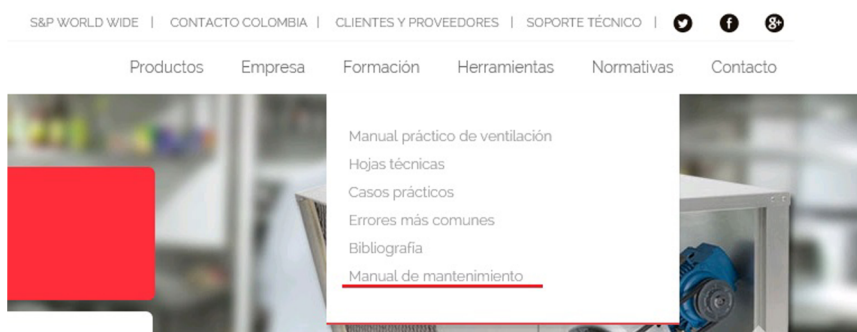 S&P WORLD WIDE | CONTACTO COLOMBIA | CLIENTES Y PROVEEDORES | SOPORTE TÉCNICO |
Productos Empresa Formación Herramientas Normativas Contacto
Manual práctico de ventilación
Hojas técnicas
Casos prácticos
Errores más comunes
Bibliografía
Manual de mantenimiento